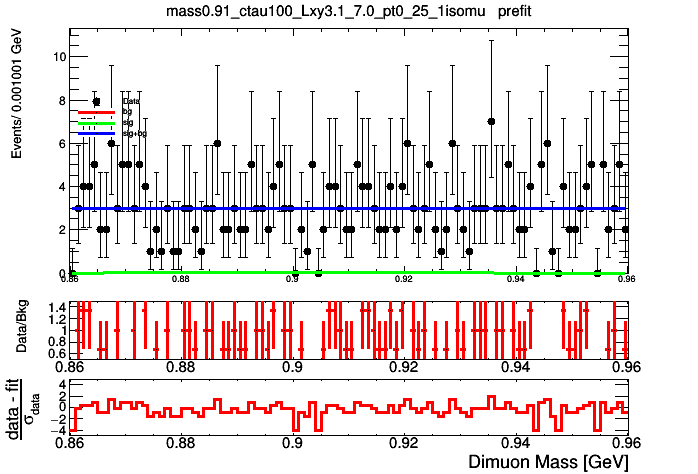 mass0.91_ctau100_Lxy3.1_7.0_pt0_25_1isomu prefit
Events/ 0.001001 GeV
10
8
6
4
2
0
Data
bg
sig
sig+bg
0.86 0.88 0.9 0.92 0.94 0.96
Data/Bkg
1.4
1.2
1
0.8
0.6
0.86 0.88 0.9 0.92 0.94 0.96
data - fit
σdata
4
2
0
−2
−4
0.86 0.88 0.9 0.92 0.94 0.96
Dimuon Mass [GeV]